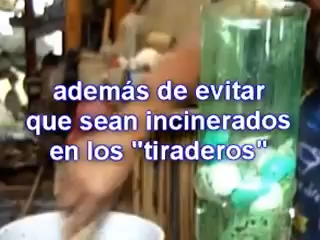 además de evitar
que sean incinerados
en los "tiraderos"